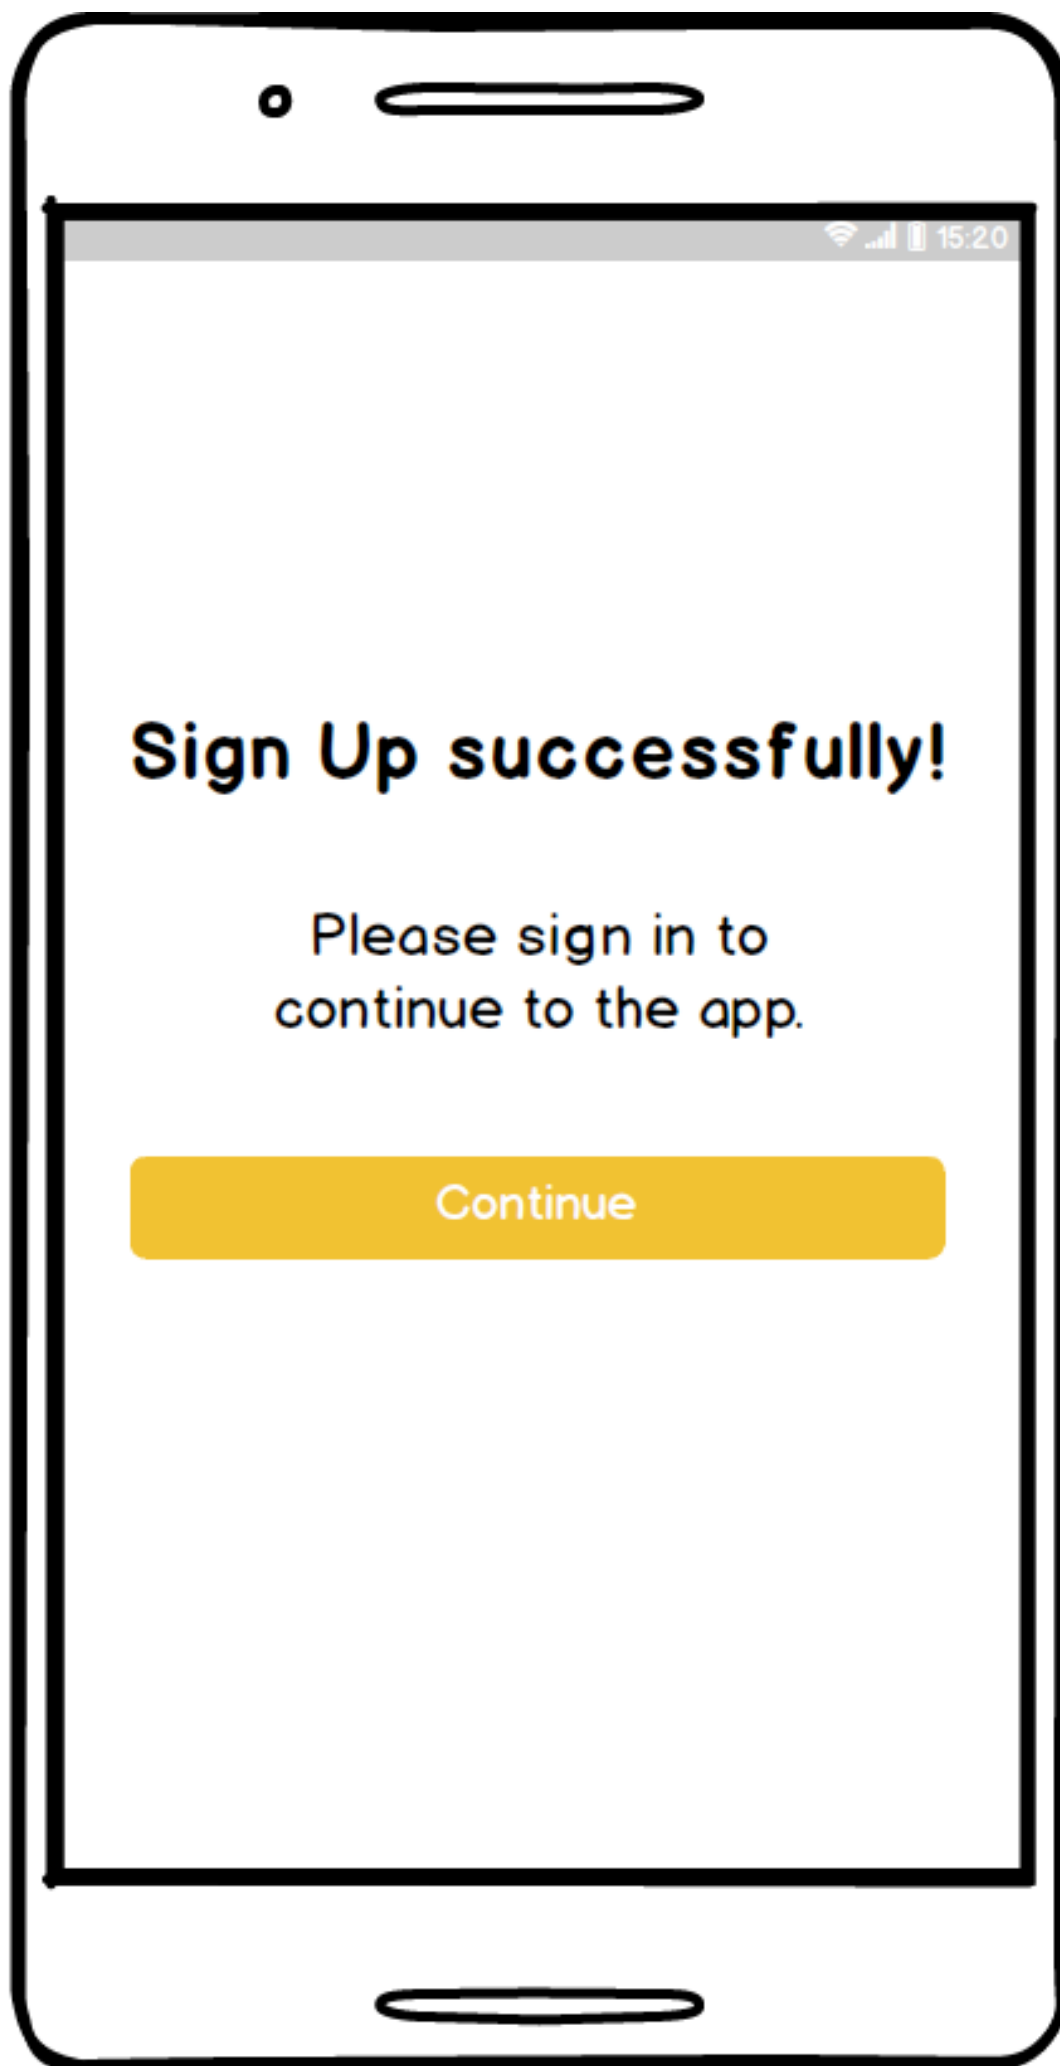 15:20
Sign Up successfully!
Please sign in to
continue to the app.
Continue